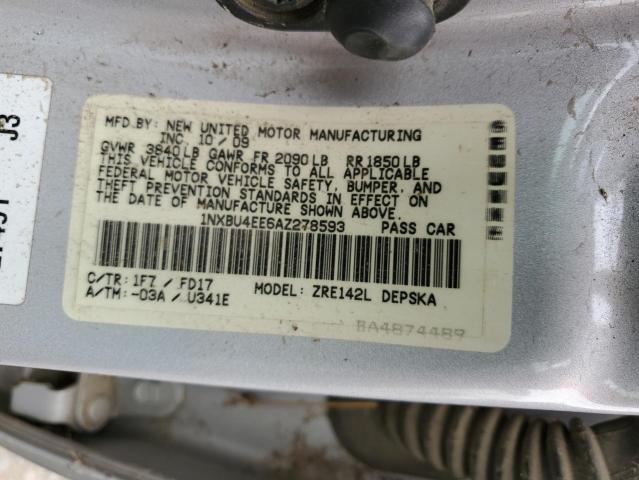 MFD. BY: NEW UNITED MOTOR MANUFACTURING
INC 10/09
GVWR 3840LB GAWR FR 2090LB RR1850LB
THIS VEHICLE CONFORMS TO ALL APPLICABLE
FEDERAL MOTOR VEHICLE SAFETY, BUMPER, AND
THEFT PREVENTION STANDARDS IN EFFECT ON
THE DATE OF MANUFACTURE SHOWN ABOVE.
1NXBU4EE6AZ278593 PASS CAR
C/TR: 1F7 / FD17
MODEL: ZRE142L DEPSKA
A/TM: -03A / U341E
BA4874489
J3